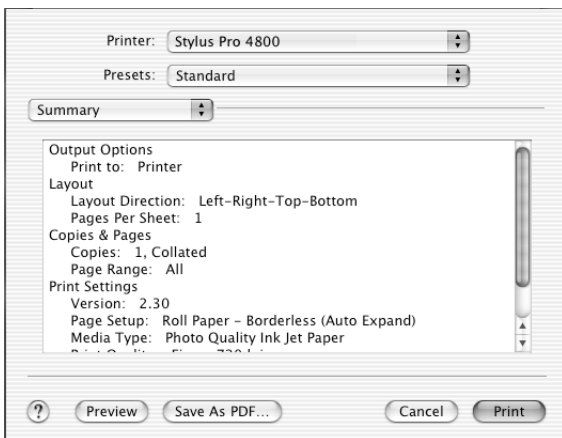 Printer: Stylus Pro 4800
Presets: Standard
Summary
Output Options
Print to: Printer
Layout
Layout Direction: Left-Right-Top-Bottom
Pages Per Sheet: 1
Copies & Pages
Copies: 1, Collated
Page Range: All
Print Settings
Version: 2.30
Page Setup: Roll Paper - Borderless (Auto Expand)
Media Type: Photo Quality Ink Jet Paper
? Preview Save As PDF... Cancel Print